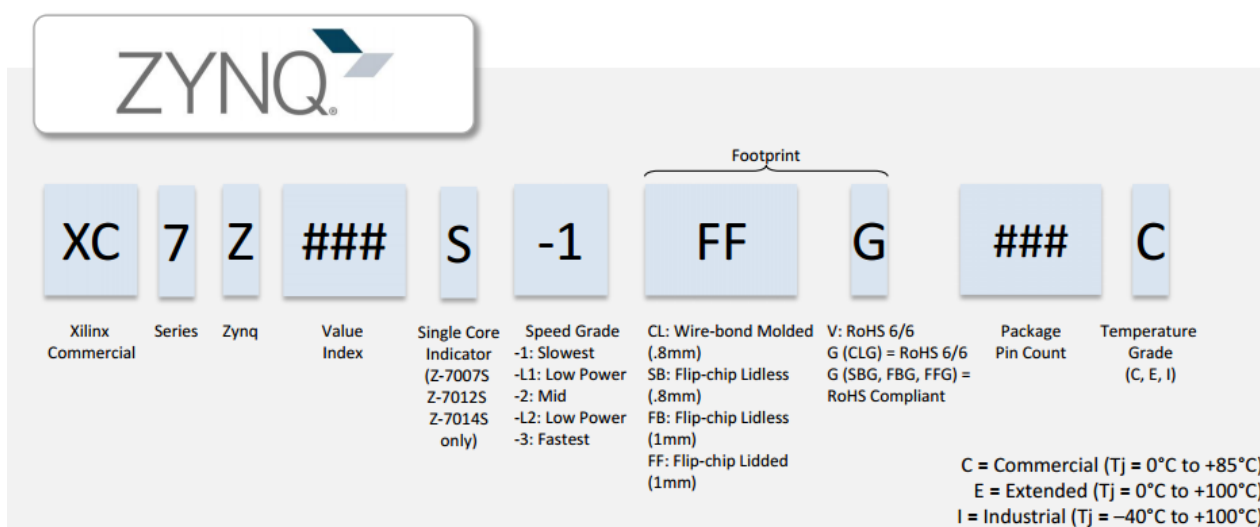 ZYNQ®
Footprint
XC 7 Z ### S -1 FF G ### C
Xilinx
Commercial
Series
Zynq
Value
Index
Single Core
Indicator
(Z-7007S
Z-7012S
Z-7014S
only)
Speed Grade
-1: Slowest
-L1: Low Power
-2: Mid
-L2: Low Power
-3: Fastest
CL: Wire-bond Molded
(.8mm)
SB: Flip-chip Lidless
(.8mm)
FB: Flip-chip Lidless
(1mm)
FF: Flip-chip Lidded
(1mm)
V: RoHS 6/6
G (CLG) = RoHS 6/6
G (SBG, FBG, FFG) =
RoHS Compliant
Package
Pin Count
Temperature
Grade
(C, E, I)
C = Commercial (Tj = 0°C to +85°C)
E = Extended (Tj = 0°C to +100°C)
I = Industrial (Tj = –40°C to +100°C)